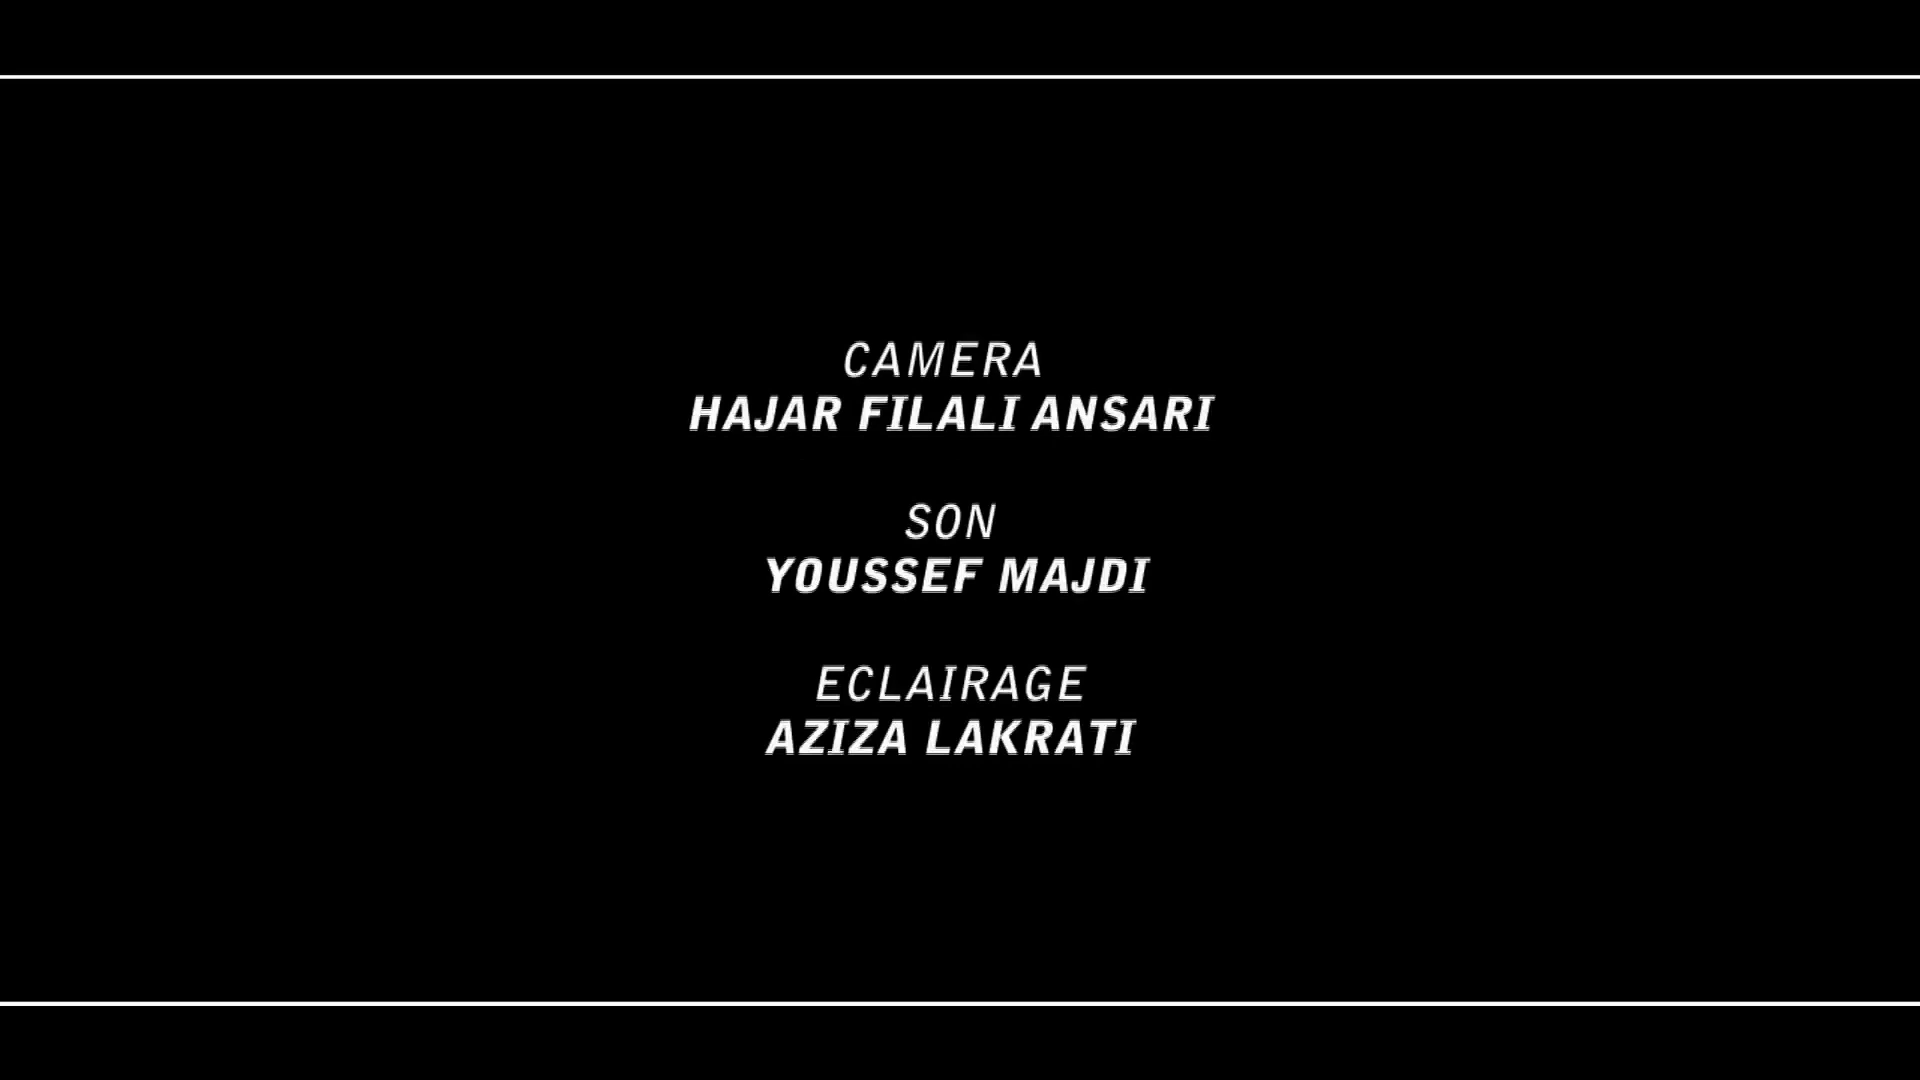 CAMERA
HAJAR FILALI ANSARI
SON
YOUSSEF MAJDI
ECLAIRAGE
AZIZA LAKRATI